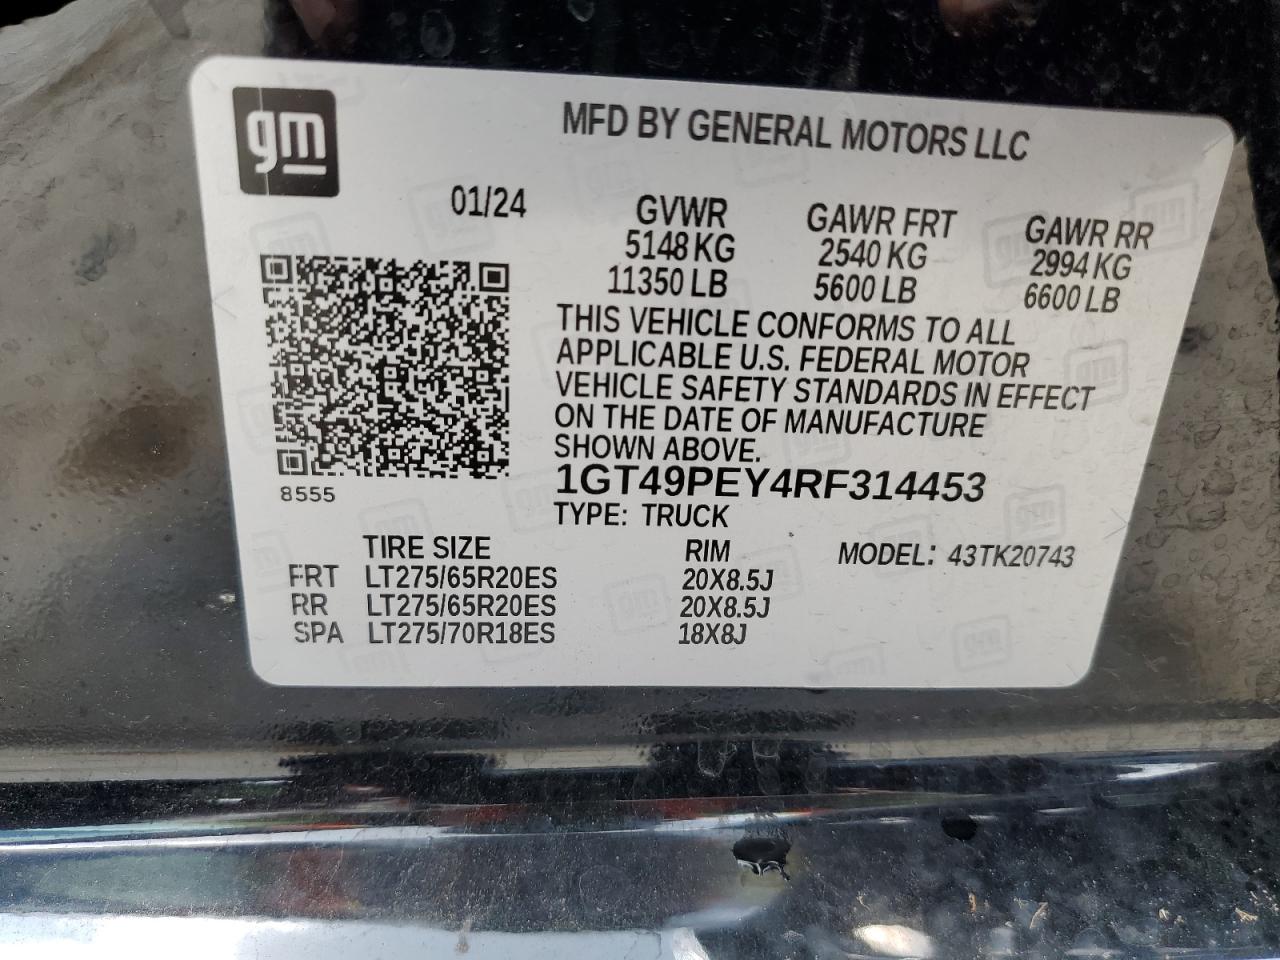 gm
MFD BY GENERAL MOTORS LLC
01/24
GVWR GAWR FRT GAWR RR
5148 KG 2540 KG 2994 KG
11350 LB 5600 LB 6600 LB
THIS VEHICLE CONFORMS TO ALL
APPLICABLE U.S. FEDERAL MOTOR
VEHICLE SAFETY STANDARDS IN EFFECT
ON THE DATE OF MANUFACTURE
SHOWN ABOVE.
8555
1GT49PEY4RF314453
TYPE: TRUCK
MODEL: 43TK20743
TIRE SIZE RIM
FRT LT275/65R20ES 20X8.5J
RR LT275/65R20ES 20X8.5J
SPA LT275/70R18ES 18X8J